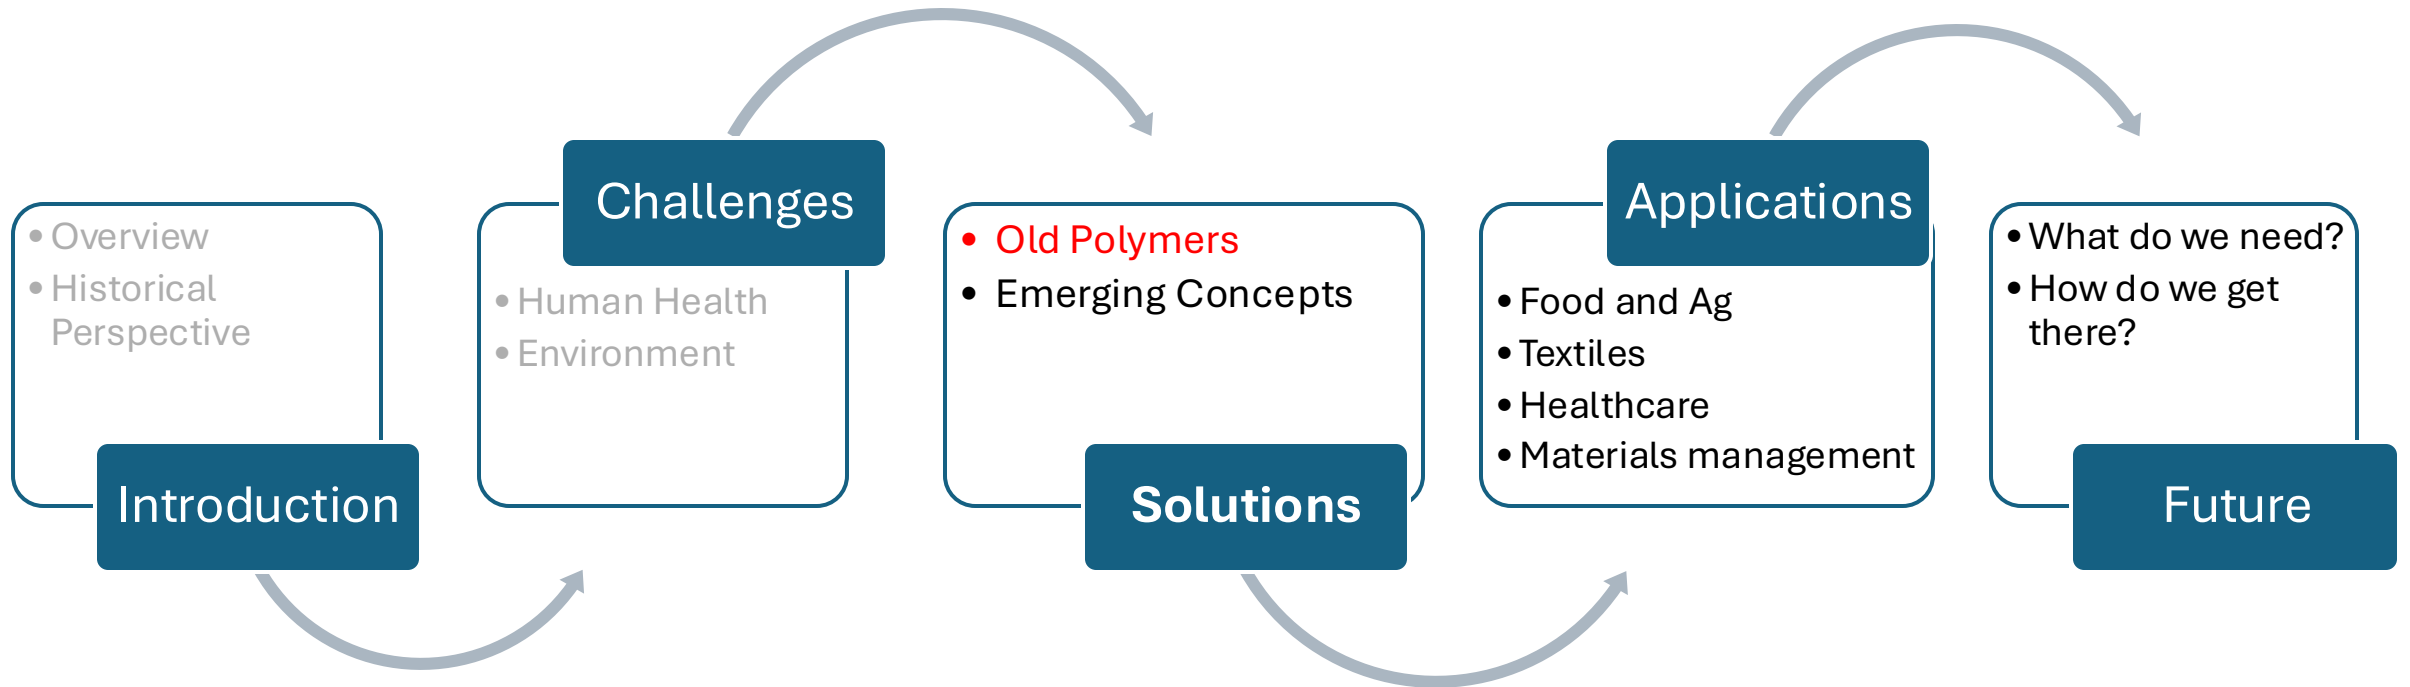 • Overview
• Historical
Perspective
Introduction
Challenges
• Human Health
• Environment
• Old Polymers
• Emerging Concepts
Solutions
Applications
• Food and Ag
• Textiles
• Healthcare
• Materials management
• What do we need?
• How do we get
there?
Future